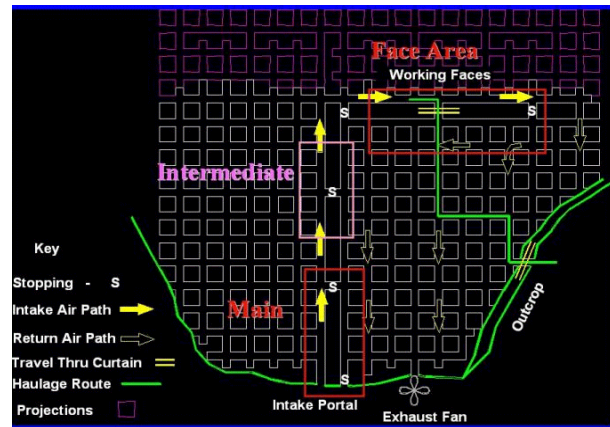 Face Area
Working Faces
S
S
Intermediate
S
Key
Stopping - S
Intake Air Path
Main
S
Outcrop
Return Air Path
Travel Thru Curtain
Haulage Route
S
Intake Portal
Projections
Exhaust Fan